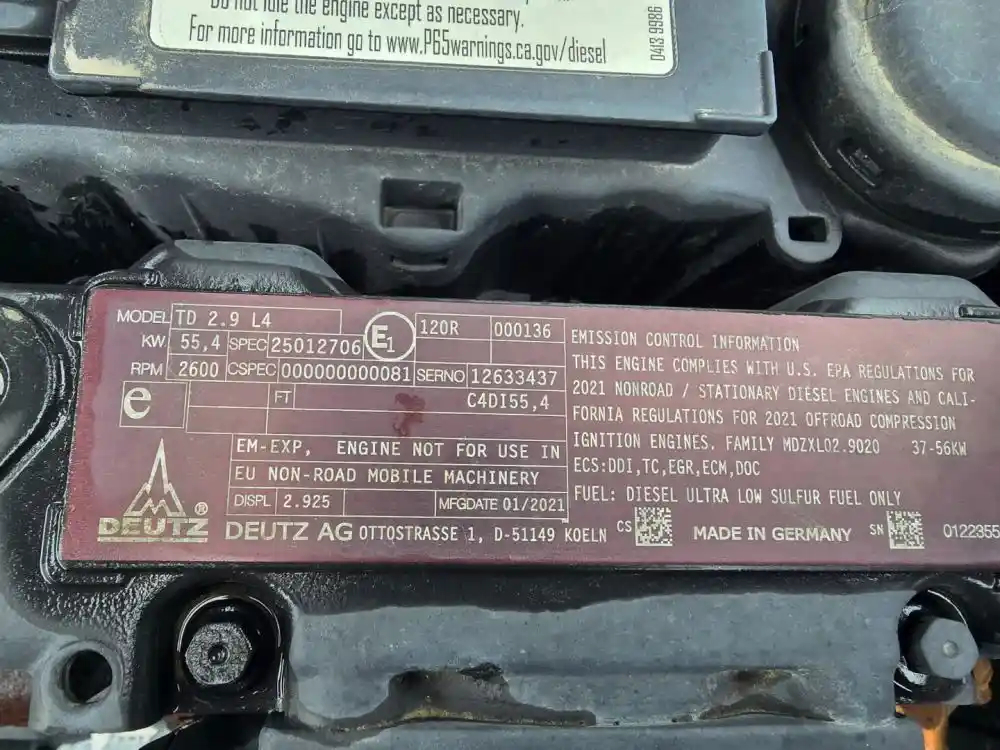 Do not idle the engine except as necessary.
For more information go to www.P65warnings.ca.gov/diesel
0413 9986
MODEL TD 2.9 L4
KW 55,4 SPEC 25012706
RPM 2600 CSPEC 000000000081 SERNO 12633437
E1 120R 000136
e FT C4DI55,4
EM-EXP, ENGINE NOT FOR USE IN
EU NON-ROAD MOBILE MACHINERY
DISPL 2.925 MFGDATE 01/2021
EMISSION CONTROL INFORMATION
THIS ENGINE COMPLIES WITH U.S. EPA REGULATIONS FOR
2021 NONROAD / STATIONARY DIESEL ENGINES AND CALI-
FORNIA REGULATIONS FOR 2021 OFFROAD COMPRESSION
IGNITION ENGINES. FAMILY MDZXL02.9020 37-56KW
ECS:DDI,TC,EGR,ECM,DOC
FUEL: DIESEL ULTRA LOW SULFUR FUEL ONLY
DEUTZ ®
DEUTZ AG OTTOSTRASSE 1, D-51149 KOELN CS MADE IN GERMANY SN 0122355